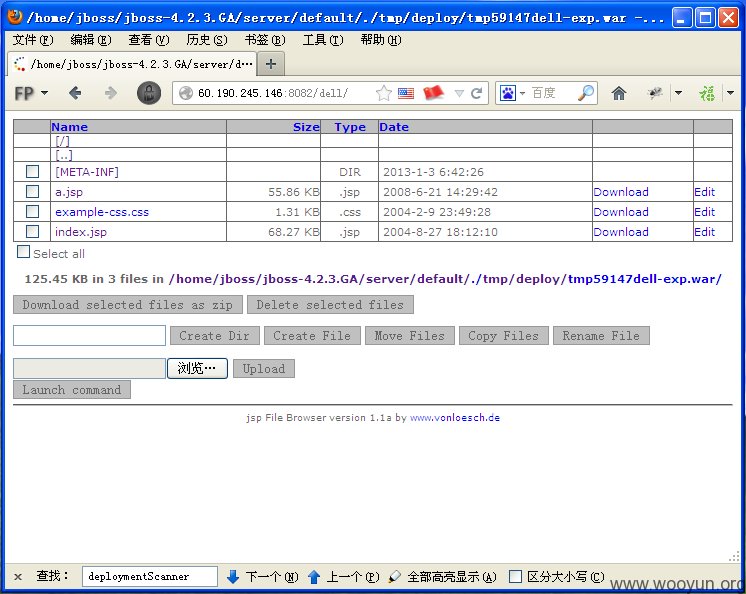 /home/jboss/jboss-4.2.3.GA/server/default/./tmp/deploy/tmp59147dell-exp.war -...
文件(F) 编辑(E) 查看(V) 历史(S) 书签(B) 工具(T) 帮助(H)
/home/jboss/jboss-4.2.3.GA/server/d...
FP 60.190.245.146:8082/dell/ 百度 福
Name Size Type Date
[/]
[..]
[META-INF] DIR 2013-1-3 6:42:26
a.jsp 55.86 KB .jsp 2008-6-21 14:29:42 Download Edit
example-css.css 1.31 KB .css 2004-2-9 23:49:28 Download Edit
index.jsp 68.27 KB .jsp 2004-8-27 18:12:10 Download Edit
Select all
125.45 KB in 3 files in /home/jboss/jboss-4.2.3.GA/server/default/./tmp/deploy/tmp59147dell-exp.war/
Download selected files as zip Delete selected files
Create Dir Create File Move Files Copy Files Rename File
浏览… Upload
Launch command
jsp File Browser version 1.1a by www.vonloesch.de
× 查找： deploymentScanner 下一个(N) 上一个(P) 全部高亮显示(A) 区分大小写(C)
www.wooyun.org